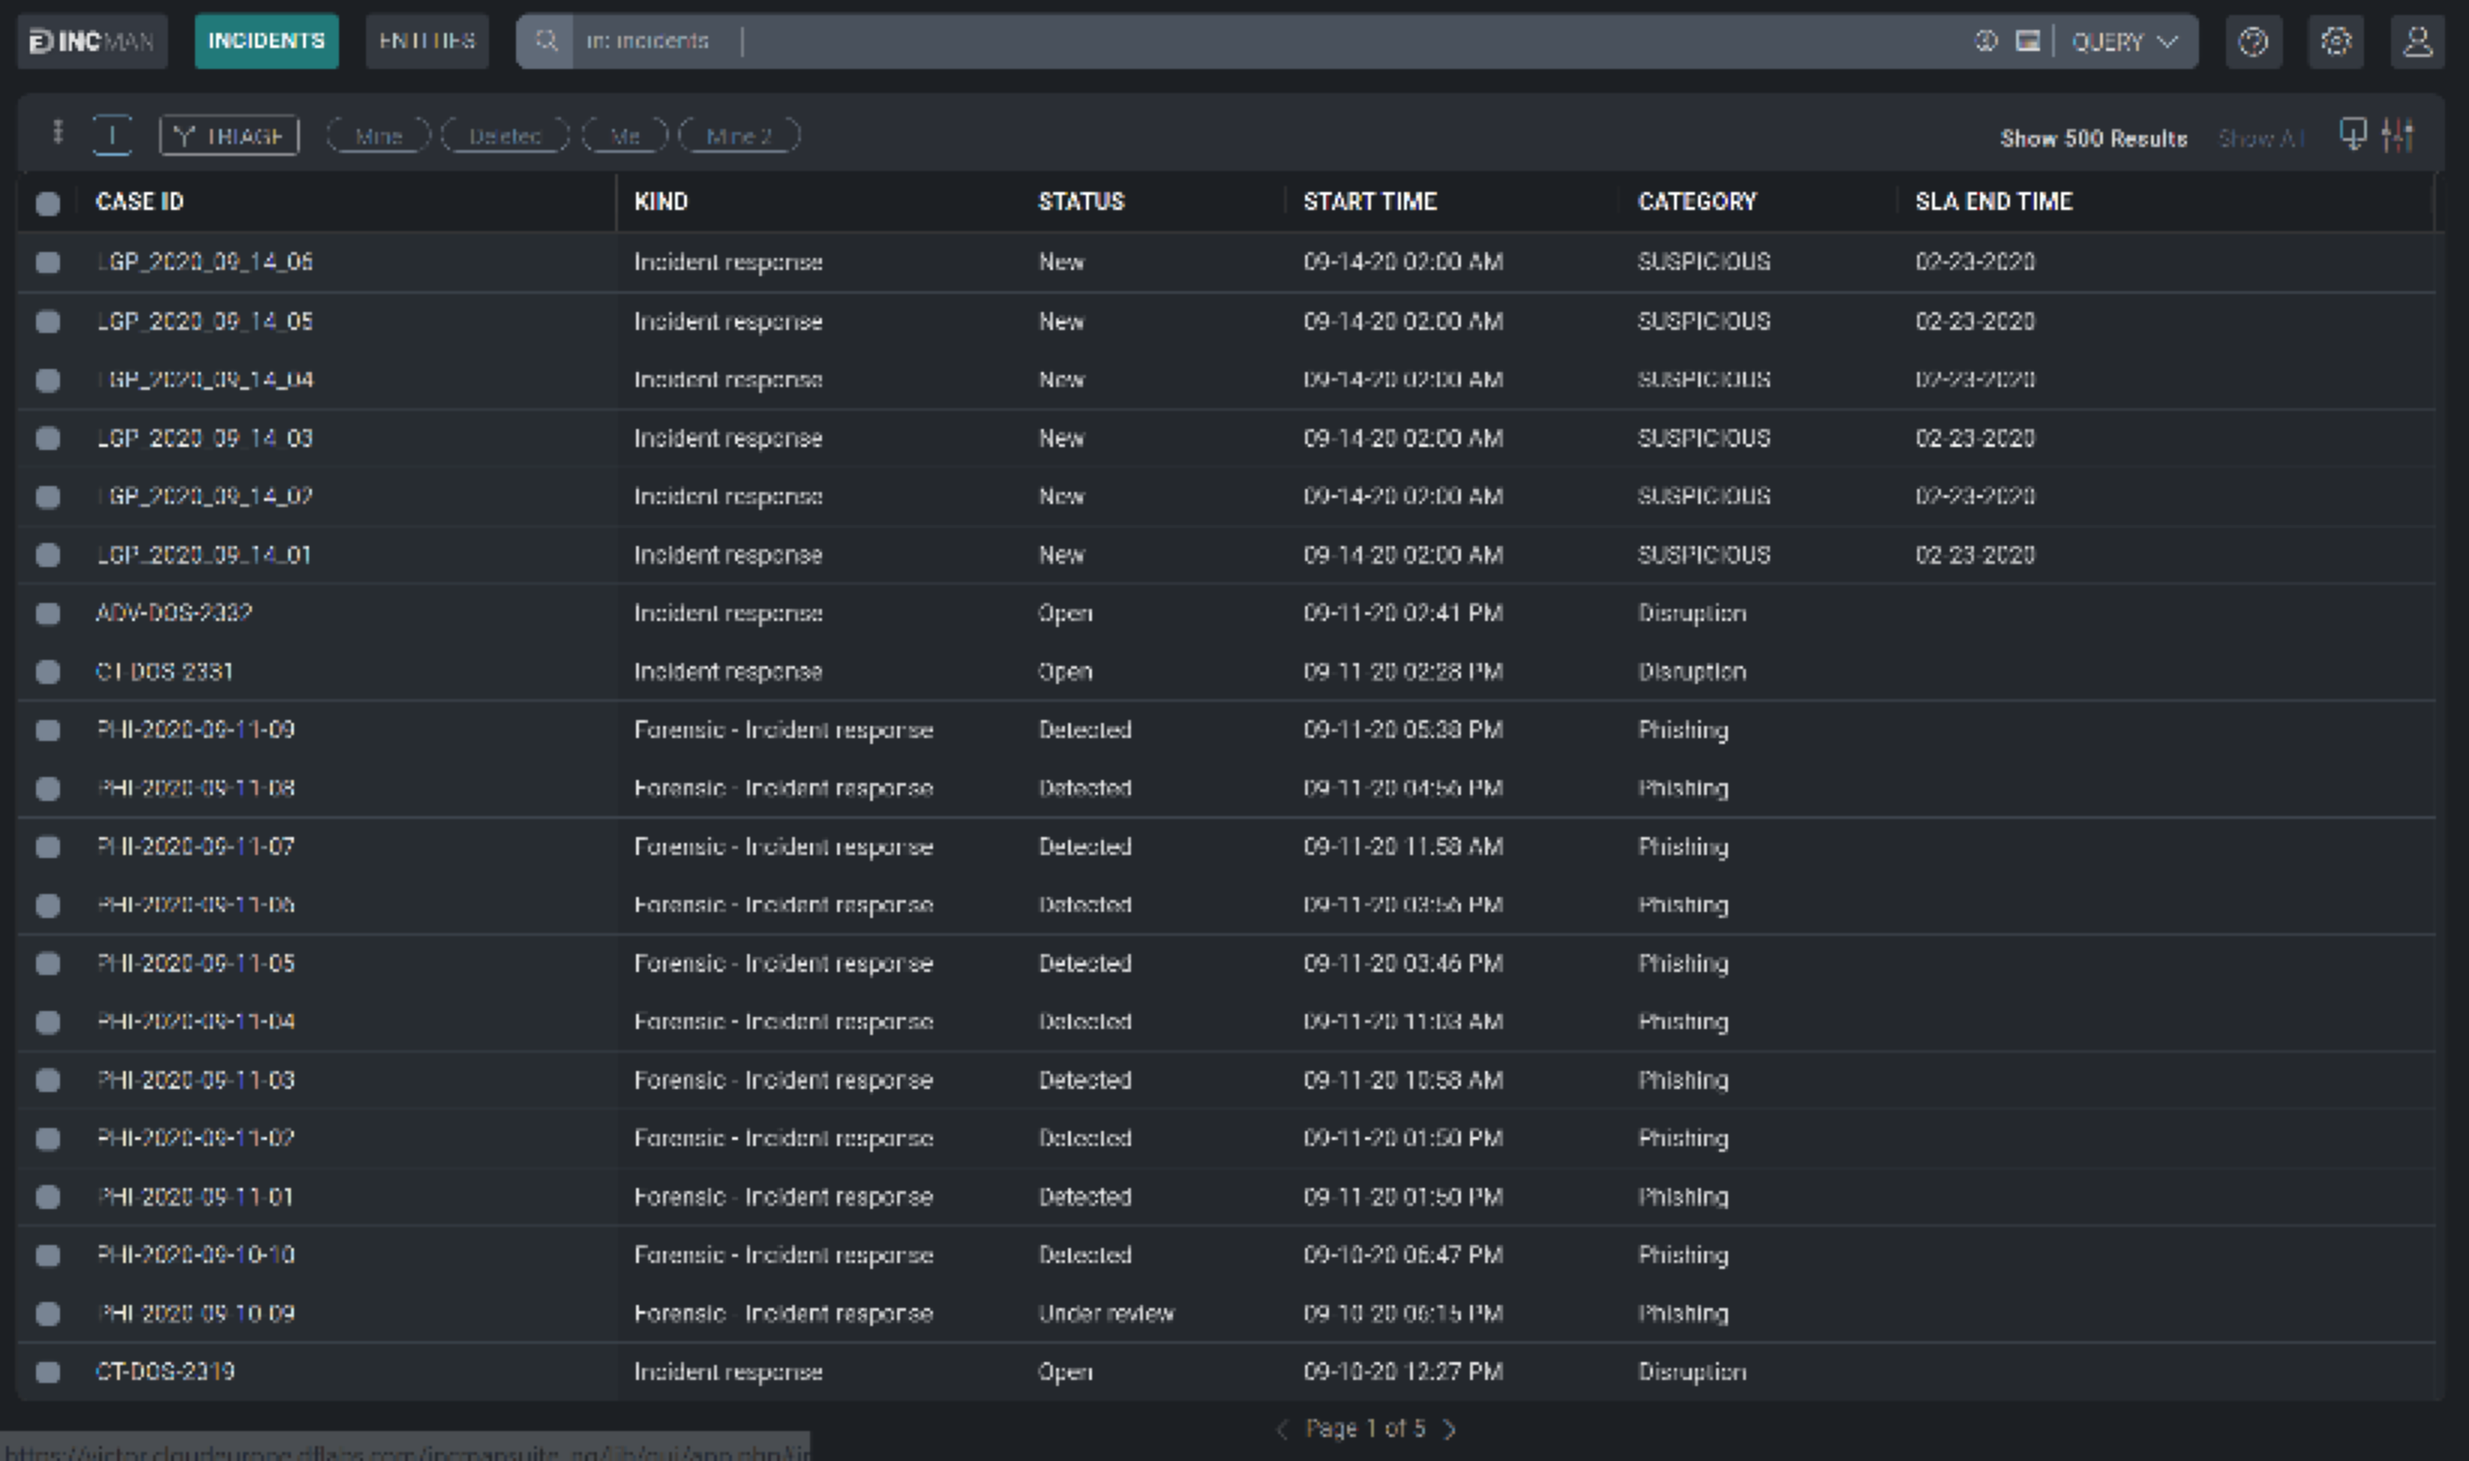 INCMAN INCIDENTS ENTITIES in: incidents QUERY
TRIAGE Mine Deleted Me Mine 2 Show 500 Results Show All
CASE ID KIND STATUS START TIME CATEGORY SLA END TIME
LGP_2020_09_14_06 Incident response New 09-14-20 02:00 AM SUSPICIOUS 02-23-2020
LGP_2020_09_14_05 Incident response New 09-14-20 02:00 AM SUSPICIOUS 02-23-2020
LGP_2020_09_14_04 Incident response New 09-14-20 02:00 AM SUSPICIOUS 02-23-2020
LGP_2020_09_14_03 Incident response New 09-14-20 02:00 AM SUSPICIOUS 02-23-2020
LGP_2020_09_14_02 Incident response New 09-14-20 02:00 AM SUSPICIOUS 02-23-2020
LGP_2020_09_14_01 Incident response New 09-14-20 02:00 AM SUSPICIOUS 02-23-2020
ADV-DOS-2332 Incident response Open 09-11-20 02:41 PM Disruption
CT-DOS-2331 Incident response Open 09-11-20 02:28 PM Disruption
PHI-2020-09-11-09 Forensic - Incident response Detected 09-11-20 05:38 PM Phishing
PHI-2020-09-11-08 Forensic - Incident response Detected 09-11-20 04:56 PM Phishing
PHI-2020-09-11-07 Forensic - Incident response Detected 09-11-20 11:58 AM Phishing
PHI-2020-09-11-06 Forensic - Incident response Detected 09-11-20 03:56 PM Phishing
PHI-2020-09-11-05 Forensic - Incident response Detected 09-11-20 03:46 PM Phishing
PHI-2020-09-11-04 Forensic - Incident response Detected 09-11-20 11:03 AM Phishing
PHI-2020-09-11-03 Forensic - Incident response Detected 09-11-20 10:58 AM Phishing
PHI-2020-09-11-02 Forensic - Incident response Detected 09-11-20 01:50 PM Phishing
PHI-2020-09-11-01 Forensic - Incident response Detected 09-11-20 01:50 PM Phishing
PHI-2020-09-10-10 Forensic - Incident response Detected 09-10-20 06:47 PM Phishing
PHI-2020-09-10-09 Forensic - Incident response Under review 09-10-20 06:15 PM Phishing
CT-DOS-2319 Incident response Open 09-10-20 12:27 PM Disruption
Page 1 of 5